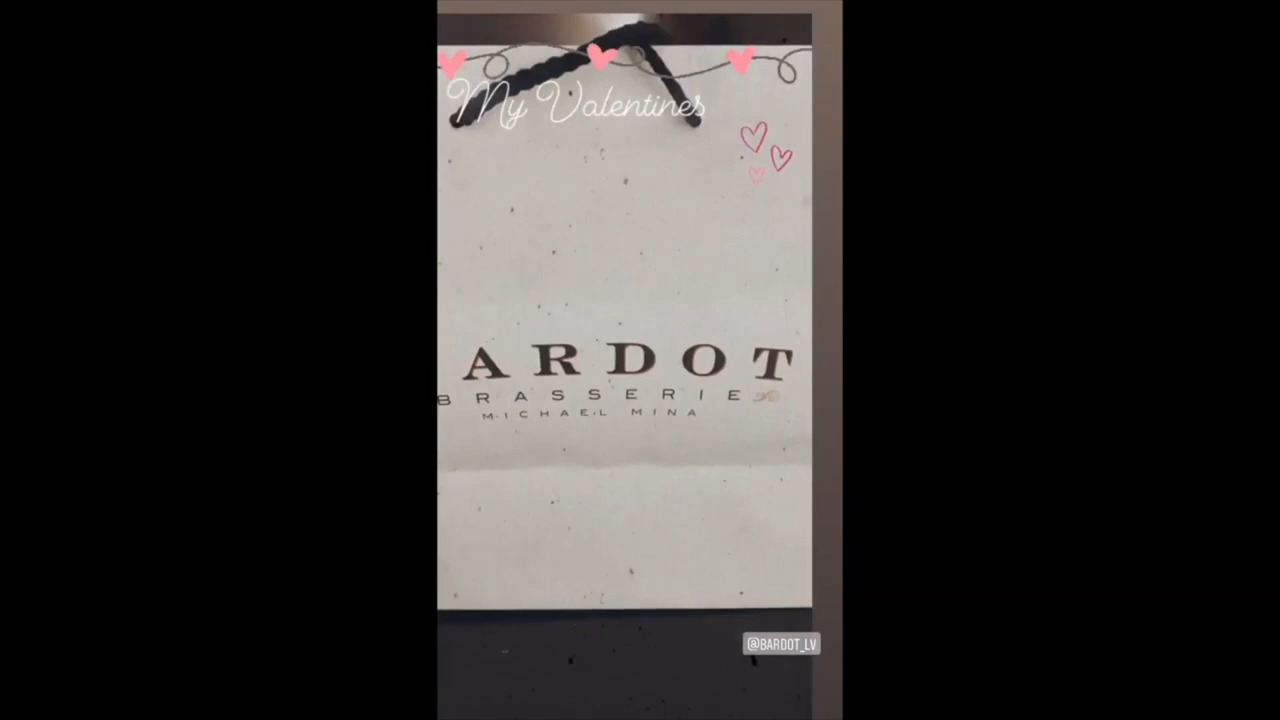 My Valentines
ARDOT
BRASSERIE
MICHAEL MINA
@BARDOT_LV